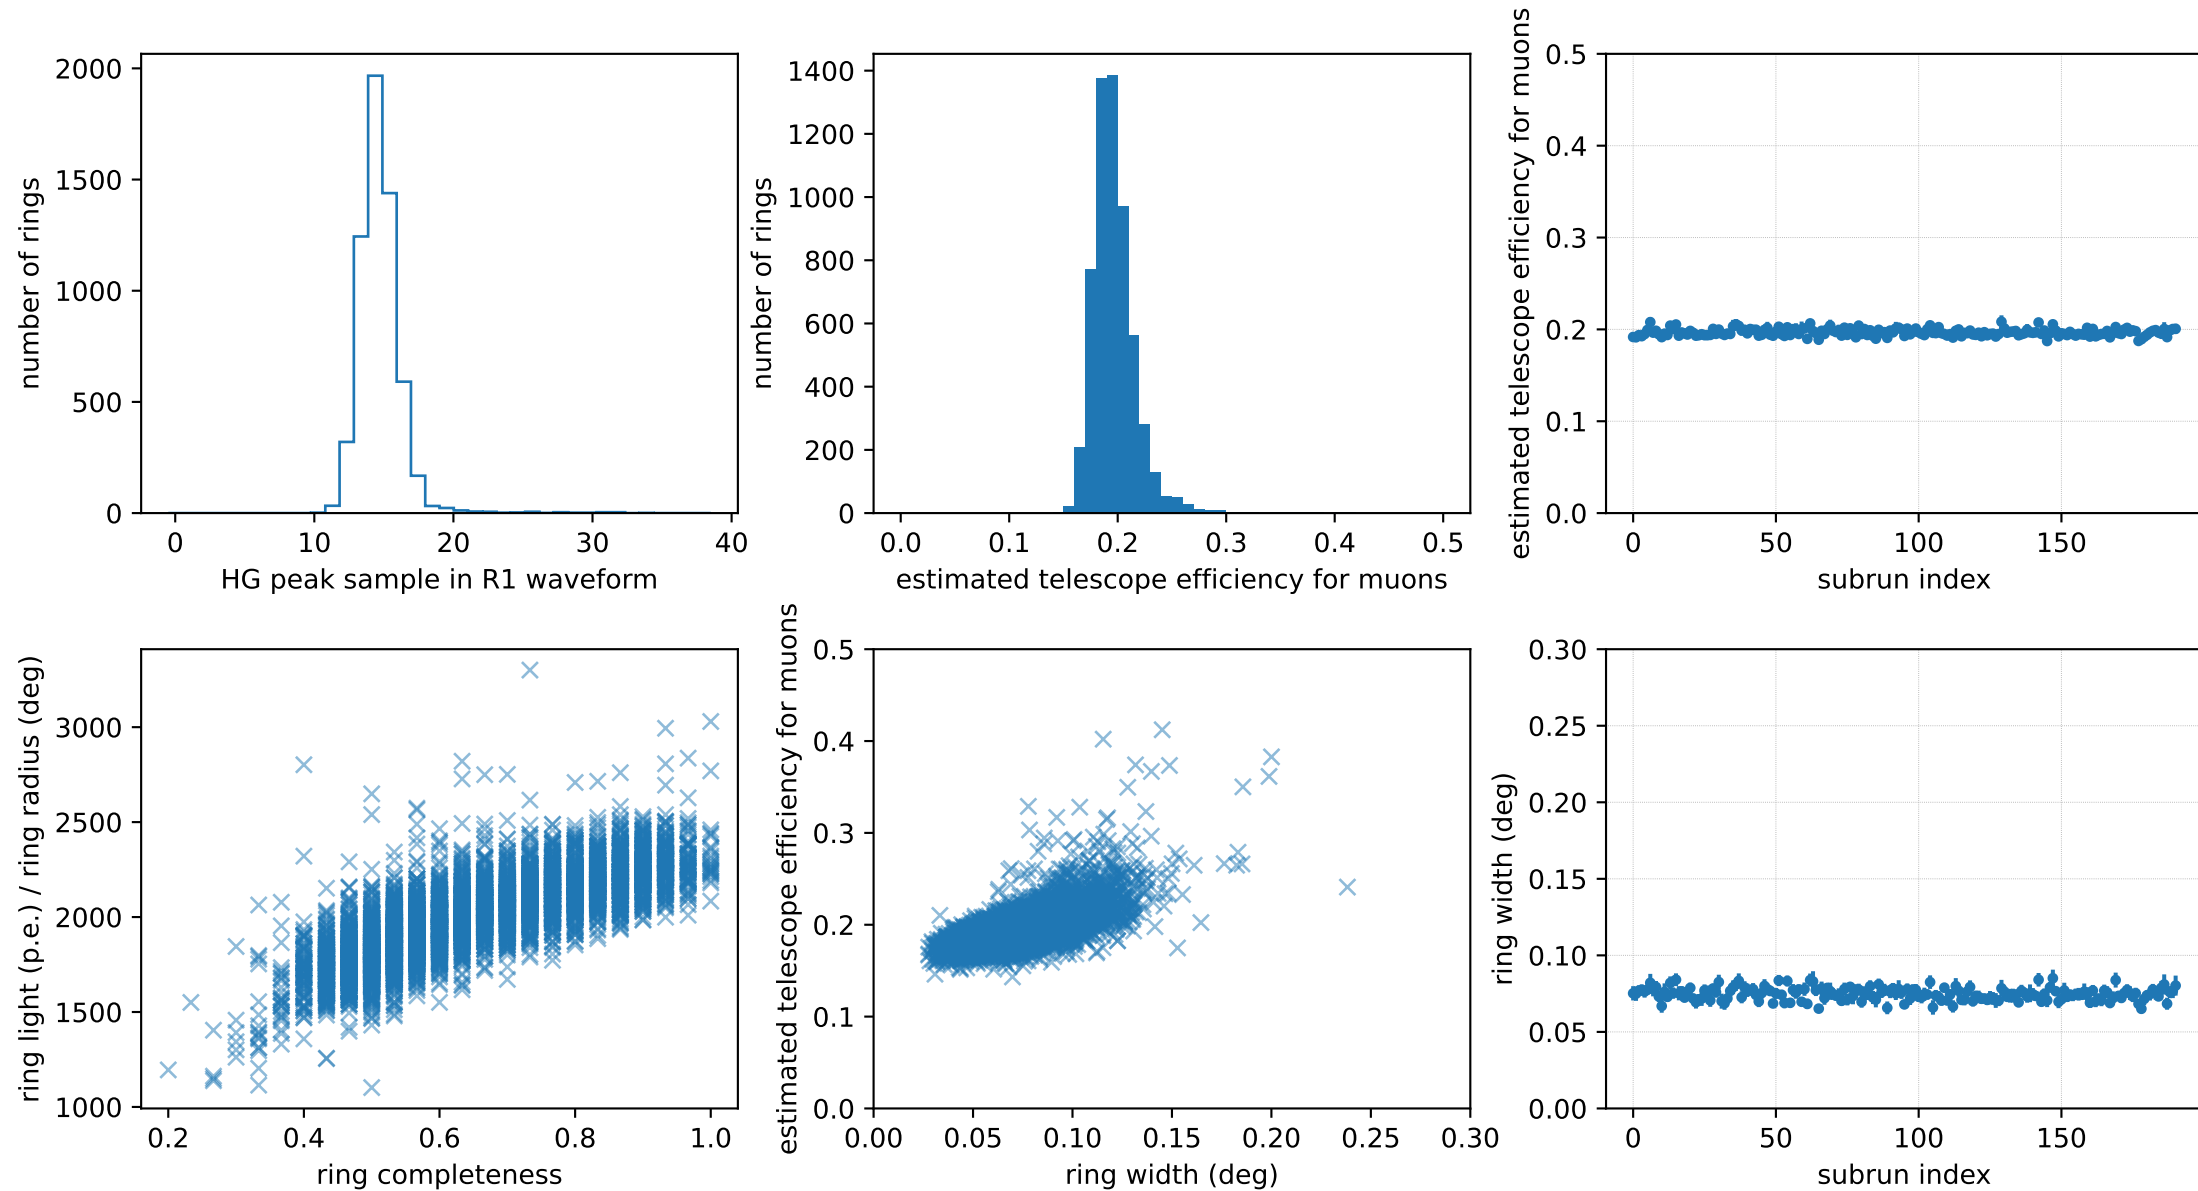 number of rings
2000
1500
1000
500
0
0 10 20 30 40
HG peak sample in R1 waveform
number of rings
1400
1200
1000
800
600
400
200
0
0.0 0.1 0.2 0.3 0.4 0.5
estimated telescope efficiency for muons
estimated telescope efficiency for muons
0.5
0.4
0.3
0.2
0.1
0.0
0 50 100 150
subrun index
ring light (p.e.) / ring radius (deg)
3000
2500
2000
1500
1000
0.2 0.4 0.6 0.8 1.0
ring completeness
estimated telescope efficiency for muons
0.5
0.4
0.3
0.2
0.1
0.0
0.00 0.05 0.10 0.15 0.20 0.25 0.30
ring width (deg)
ring width (deg)
0.30
0.25
0.20
0.15
0.10
0.05
0.00
0 50 100 150
subrun index